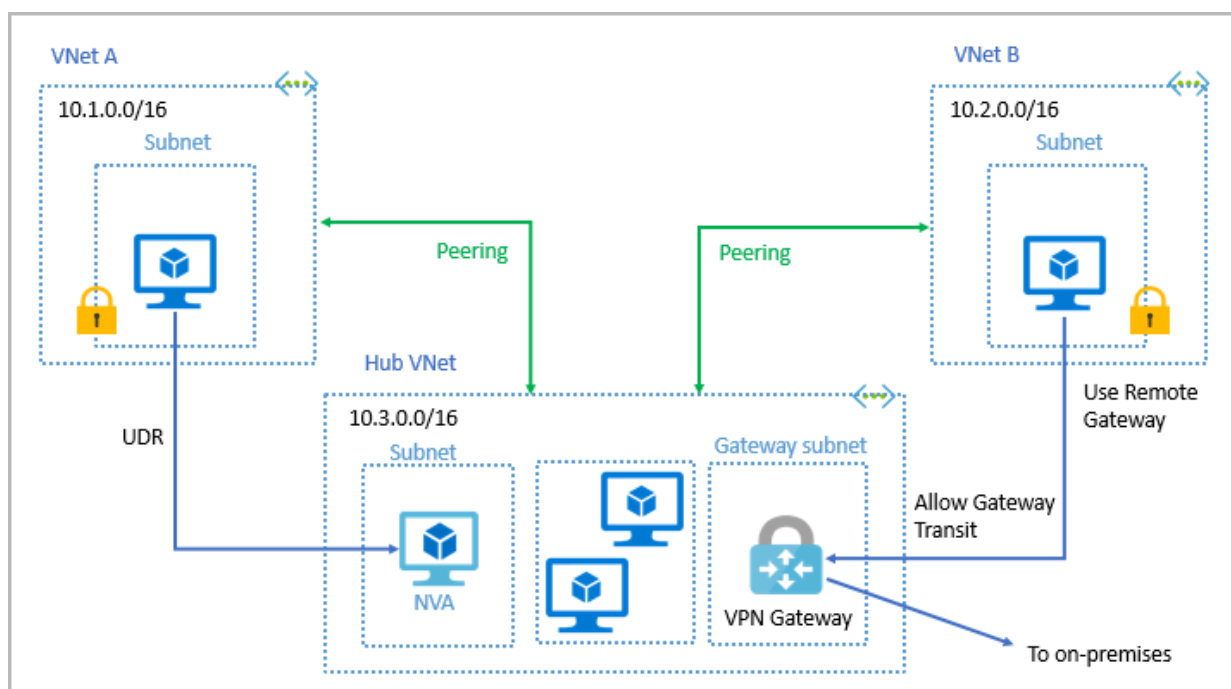 VNet A
10.1.0.0/16
Subnet
VNet B
10.2.0.0/16
Subnet
Peering
Peering
Hub VNet
10.3.0.0/16
UDR
Subnet
NVA
Gateway subnet
VPN Gateway
Use Remote
Gateway
Allow Gateway
Transit
To on-premises